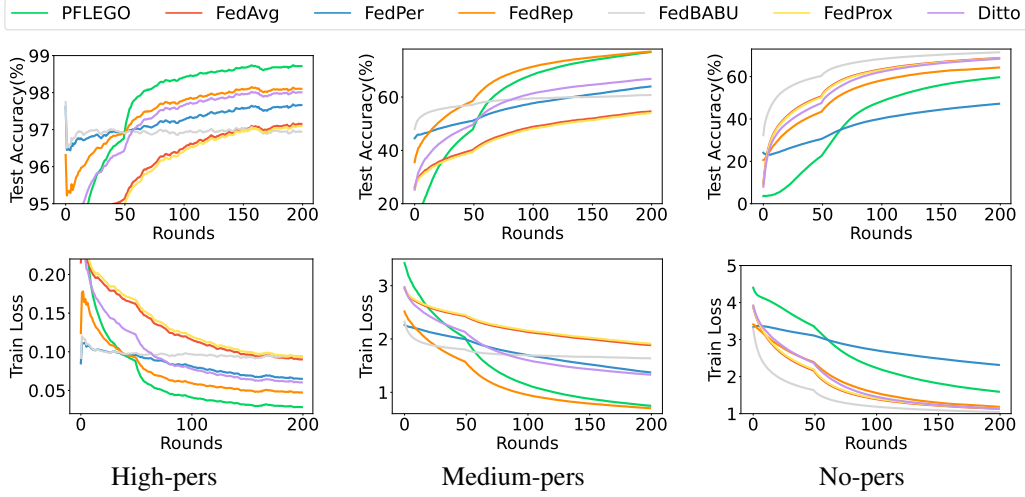 PFLEGO FedAvg FedPer FedRep FedBABU FedProx Ditto
99
98
97
96
95
Test Accuracy(%)
0 50 100 150 200
Rounds
60
40
20
Test Accuracy(%)
0 50 100 150 200
Rounds
60
40
20
0
Test Accuracy(%)
0 50 100 150 200
Rounds
0.20
0.15
0.10
0.05
Train Loss
0 50 100 150 200
Rounds
3
2
1
Train Loss
0 50 100 150 200
Rounds
5
4
3
2
1
Train Loss
0 50 100 150 200
Rounds
High-pers Medium-pers No-pers